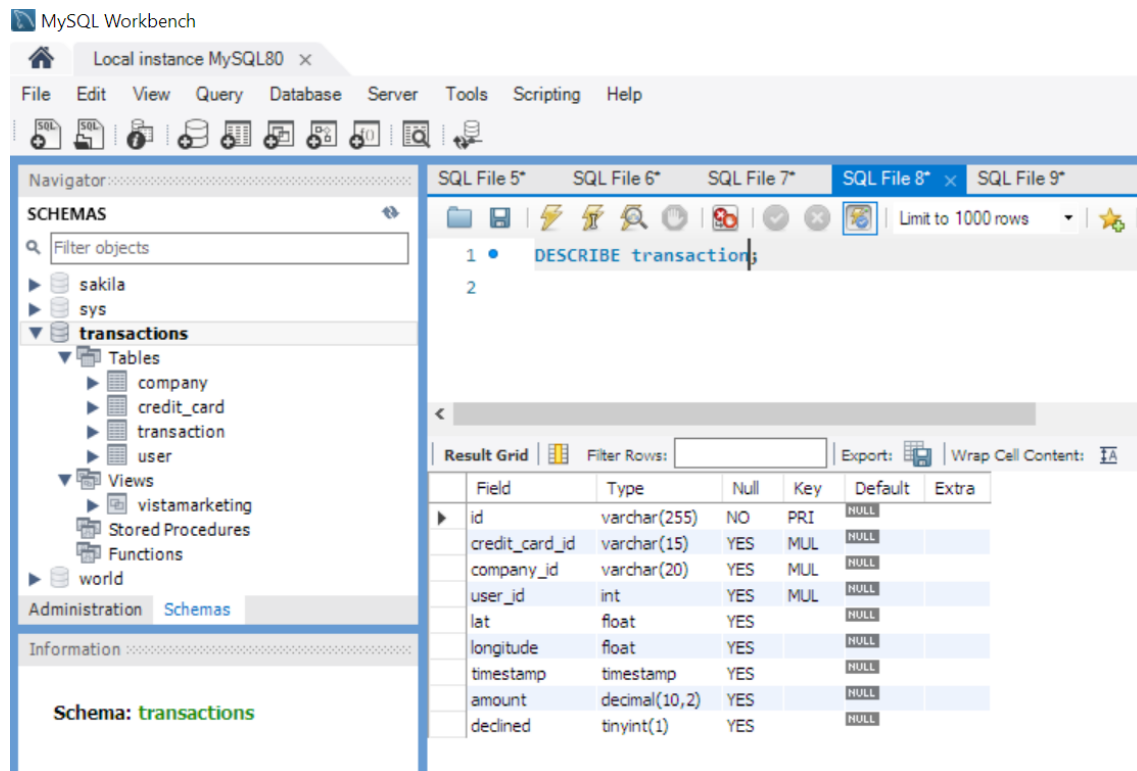 MySQL Workbench
Local instance MySQL80
File Edit View Query Database Server Tools Scripting Help
SQL SQL
Navigator
SCHEMAS
Filter objects
sakila
sys
transactions
Tables
company
credit_card
transaction
user
Views
vistamarketing
Stored Procedures
Functions
world
Administration Schemas
Information
Schema: transactions
SQL File 5* SQL File 6* SQL File 7* SQL File 8* SQL File 9*
Limit to 1000 rows
1 DESCRIBE transaction;
2
Result Grid Filter Rows: Export: Wrap Cell Content: IA
Field Type Null Key Default Extra
id varchar(255) NO PRI NULL
credit_card_id varchar(15) YES MUL NULL
company_id varchar(20) YES MUL NULL
user_id int YES MUL NULL
lat float YES NULL
longitude float YES NULL
timestamp timestamp YES NULL
amount decimal(10,2) YES NULL
declined tinyint(1) YES NULL